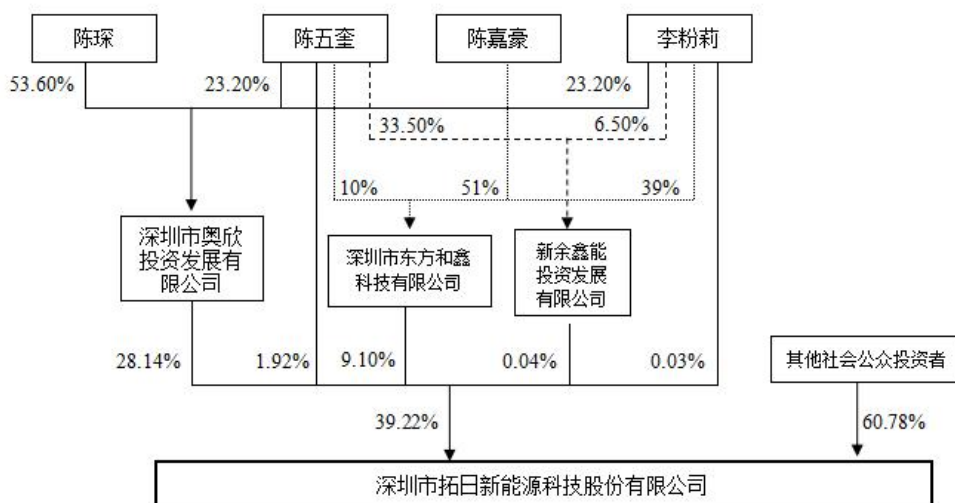 陈琛
陈五奎
陈嘉豪
李粉莉
53.60%
23.20%
23.20%
33.50%
6.50%
10%
51%
39%
深圳市奥欣
投资发展有
限公司
深圳市东方和鑫
科技有限公司
新余鑫能
投资发展
有限公司
28.14%
1.92%
9.10%
0.04%
0.03%
其他社会公众投资者
39.22%
60.78%
深圳市拓日新能源科技股份有限公司